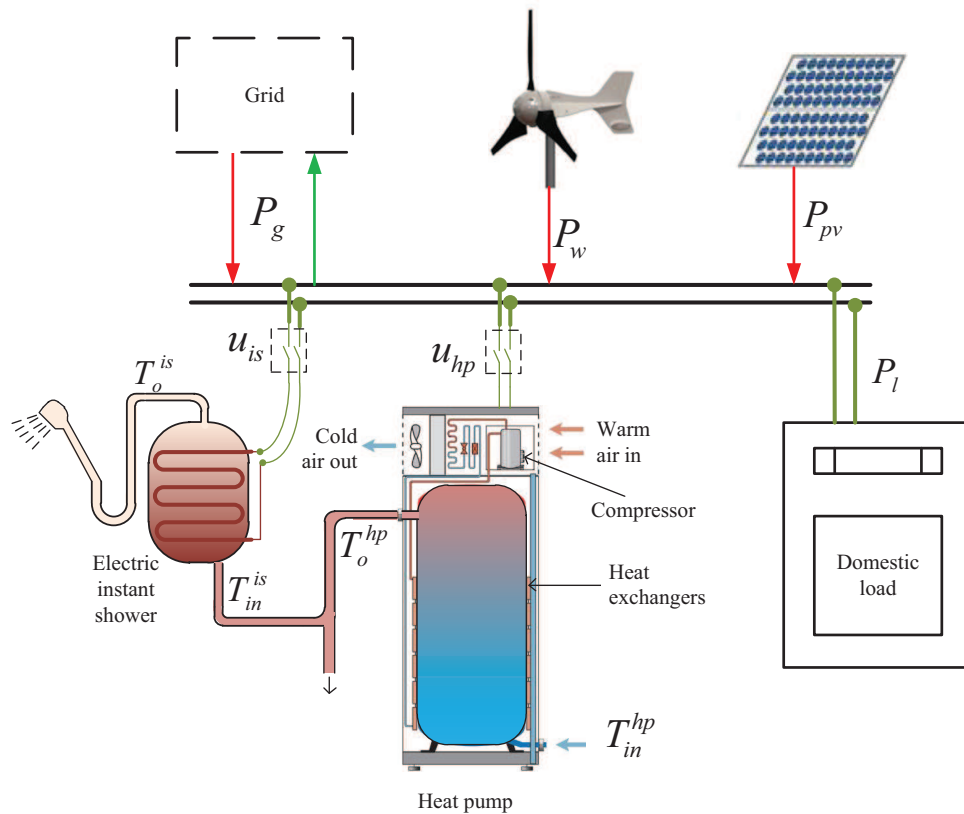 Grid
P_g
P_w
P_pv
u_is
u_hp
T_o^is
P_l
Cold
air out
Warm
air in
Compressor
T_o^hp
Electric
instant
shower
T_in^is
Heat
exchangers
Domestic
load
T_in^hp
Heat pump